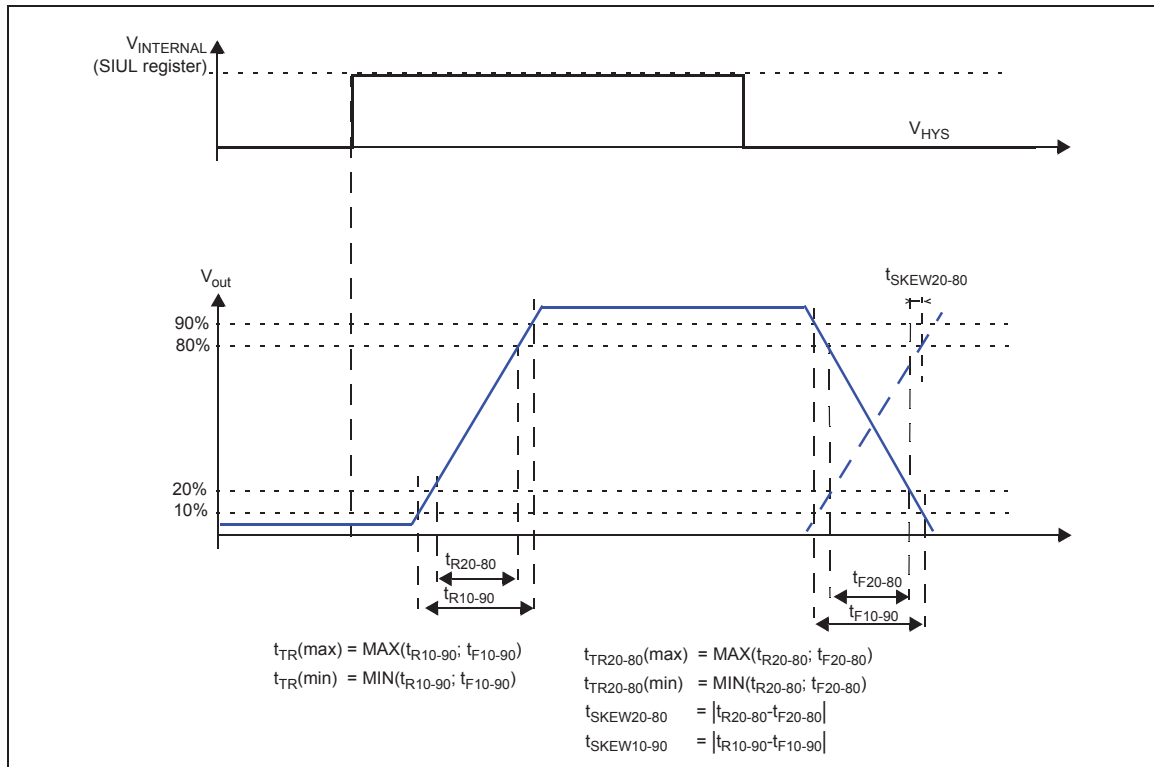 VINTERNAL
(SIUL register)
VHYS
tSKEW20-80
Vout
90%
80%
20%
10%
tR20-80
tR10-90
tF20-80
tF10-90
tTR(max) = MAX(tR10-90; tF10-90)
tTR(min) = MIN(tR10-90; tF10-90)
tTR20-80(max) = MAX(tR20-80; tF20-80)
tTR20-80(min) = MIN(tR20-80; tF20-80)
tSKEW20-80 = |tR20-80-tF20-80|
tSKEW10-90 = |tR10-90-tF10-90|